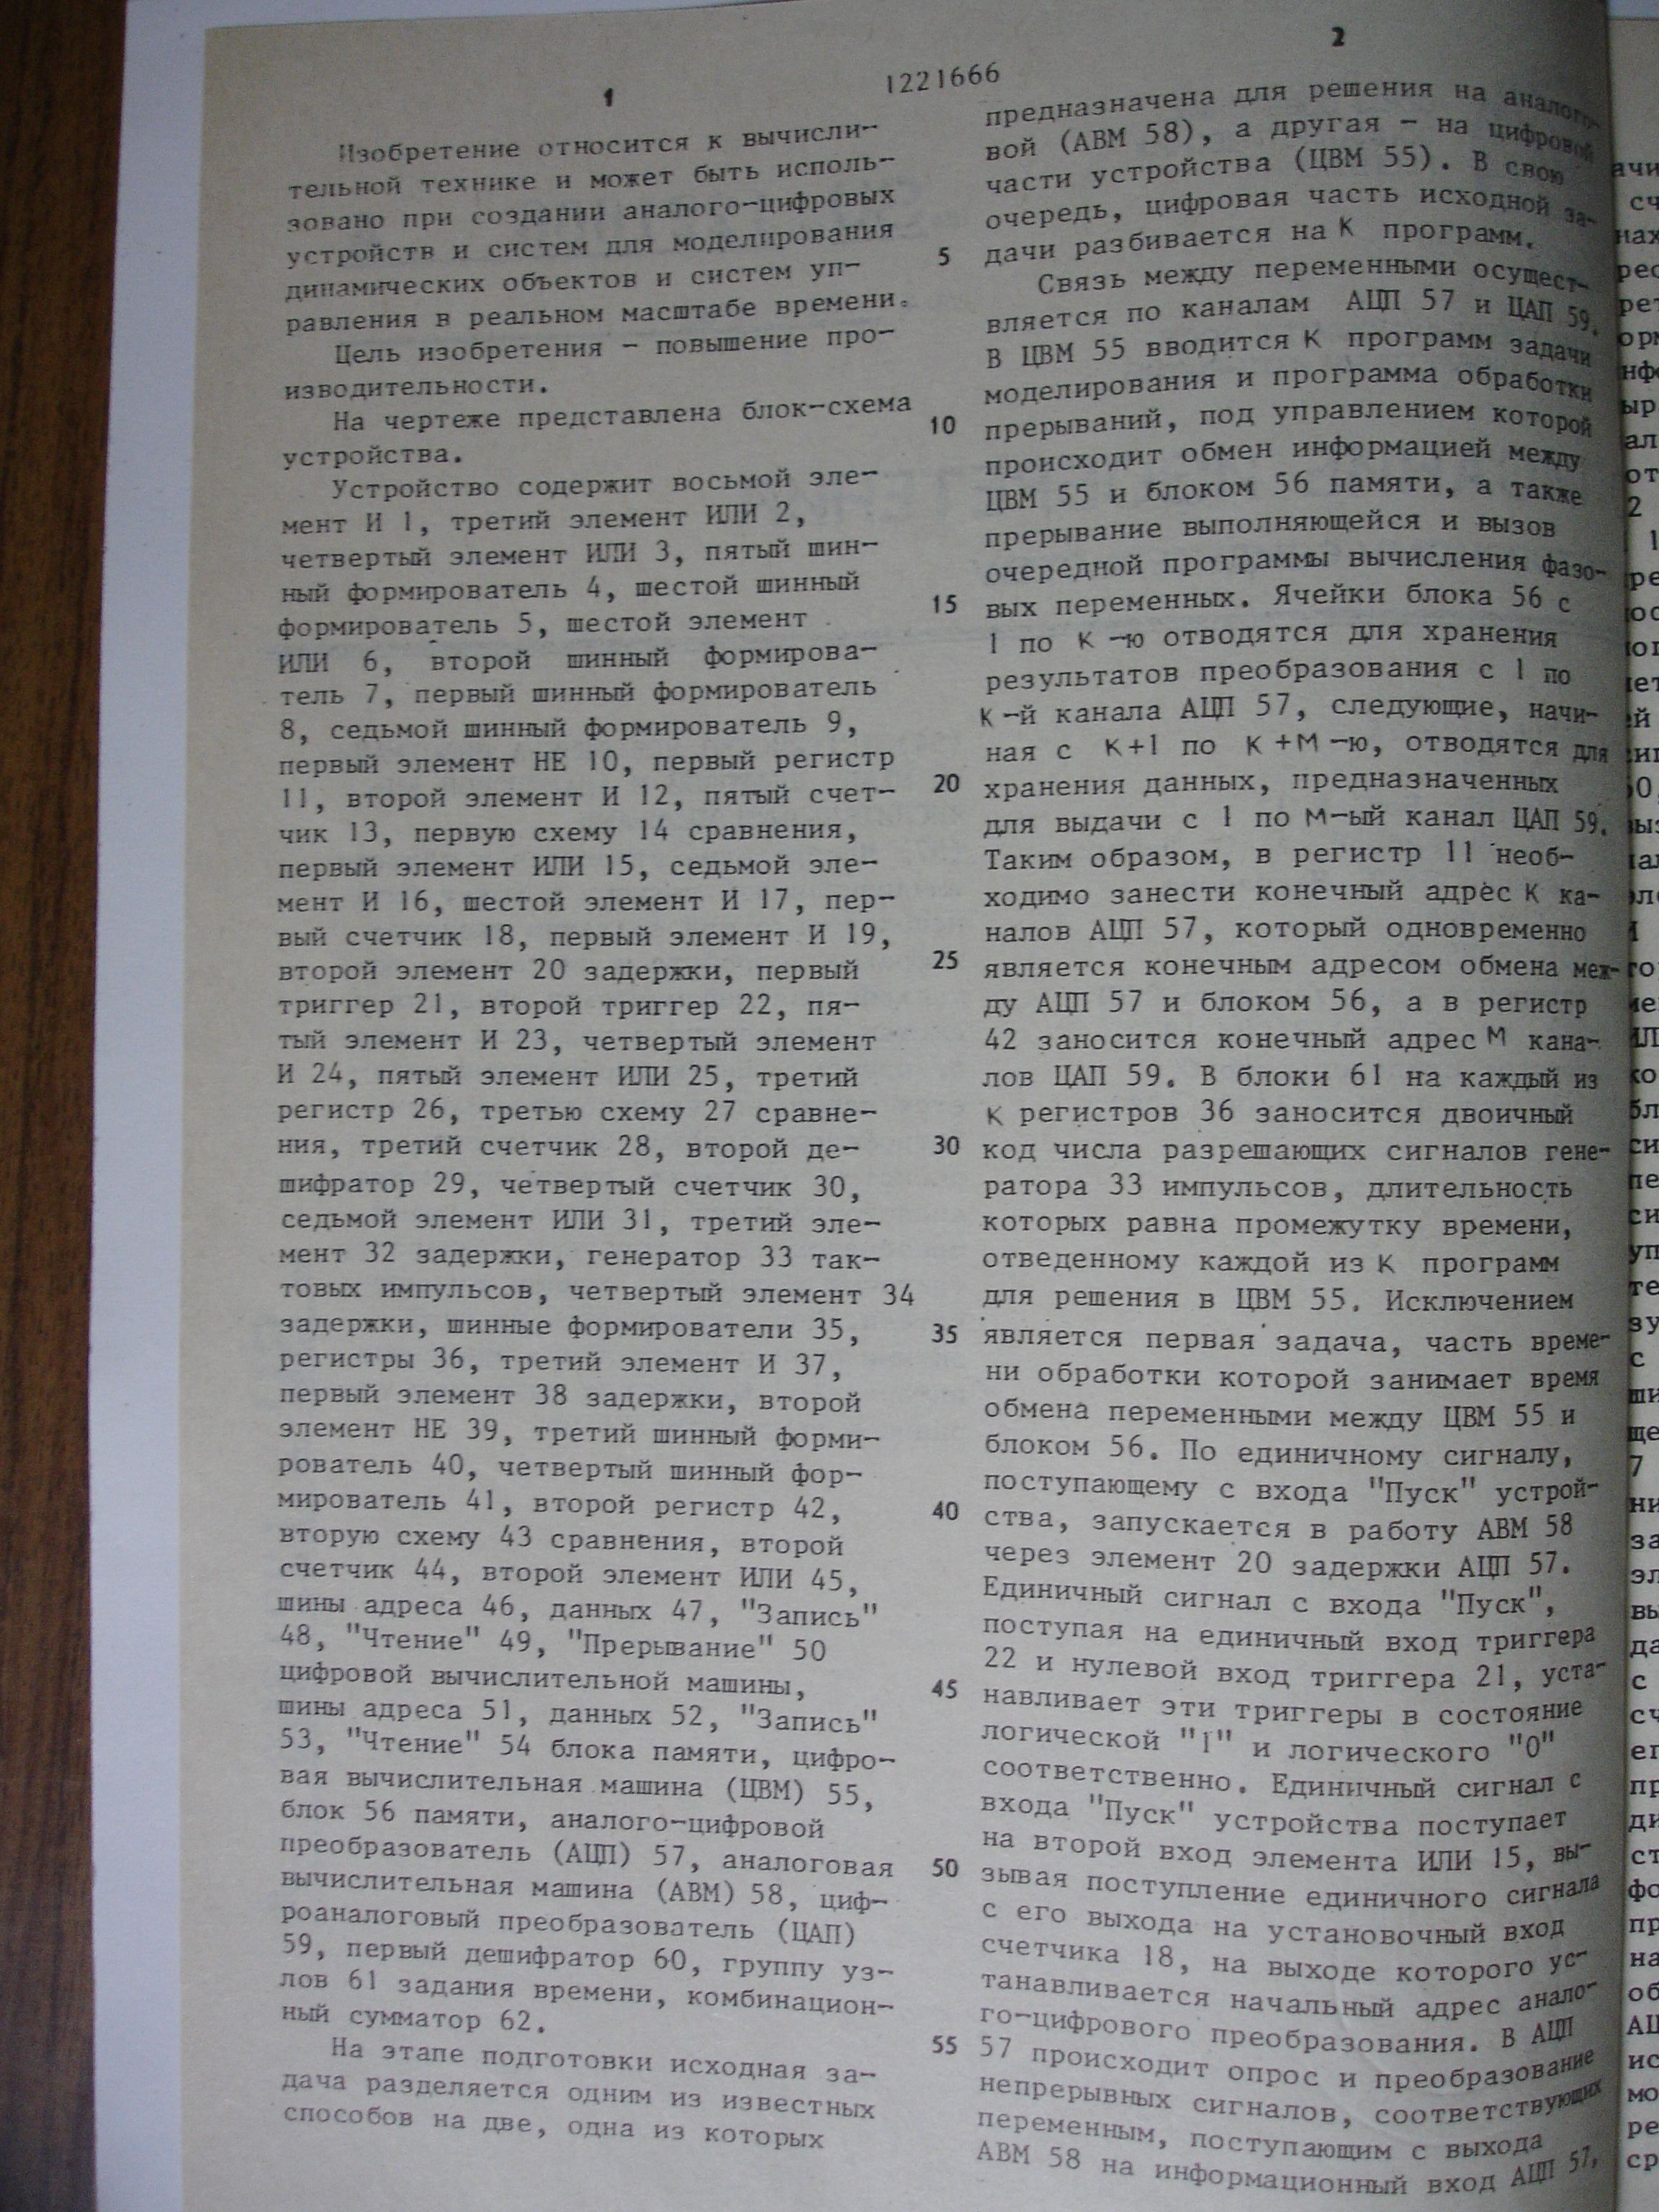 1
1221666
2
Изобретение относится к вычисли-
тельной технике и может быть исполь-
зовано при создании аналого-цифровых
устройств и систем для моделирования
динамических объектов и систем уп-
равления в реальном масштабе времени.
Цель изобретения - повышение про-
изводительности.
На чертеже представлена блок-схема
устройства.
Устройство содержит восьмой эле-
мент И 1, третий элемент ИЛИ 2,
четвертый элемент ИЛИ 3, пятый шин-
ный формирователь 4, шестой шинный
формирователь 5, шестой элемент
ИЛИ 6, второй шинный формирова-
тель 7, первый шинный формирователь
8, седьмой шинный формирователь 9,
первый элемент НЕ 10, первый регистр
11, второй элемент И 12, пятый счет-
чик 13, первую схему 14 сравнения,
первый элемент ИЛИ 15, седьмой эле-
мент И 16, шестой элемент И 17, пер-
вый счетчик 18, первый элемент И 19,
второй элемент 20 задержки, первый
триггер 21, второй триггер 22, пя-
тый элемент И 23, четвертый элемент
И 24, пятый элемент ИЛИ 25, третий
регистр 26, третью схему 27 сравне-
ния, третий счетчик 28, второй де-
шифратор 29, четвертый счетчик 30,
седьмой элемент ИЛИ 31, третий эле-
мент 32 задержки, генератор 33 так-
товых импульсов, четвертый элемент 34
задержки, шинные формирователи 35,
регистры 36, третий элемент И 37,
первый элемент 38 задержки, второй
элемент НЕ 39, третий шинный форми-
рователь 40, четвертый шинный фор-
мирователь 41, второй регистр 42,
вторую схему 43 сравнения, второй
счетчик 44, второй элемент ИЛИ 45,
шины адреса 46, данных 47, "Запись"
48, "Чтение" 49, "Прерывание" 50
цифровой вычислительной машины,
шины адреса 51, данных 52, "Запись"
53, "Чтение" 54 блока памяти, цифро-
вая вычислительная машина (ЦВМ) 55,
блок 56 памяти, аналого-цифровой
преобразователь (АЦП) 57, аналоговая
вычислительная машина (АВМ) 58, циф-
роаналоговый преобразователь (ЦАП)
59, первый дешифратор 60, группу уз-
лов 61 задания времени, комбинацион-
ный сумматор 62.
На этапе подготовки исходная за-
дача разделяется одним из известных
способов на две, одна из которых
предназначена для решения на аналого-
вой (АВМ 58), а другая - на цифровой
части устройства (ЦВМ 55). В свою
очередь, цифровая часть исходной за-
5 дачи разбивается на K программ.
Связь между переменными осущест-
вляется по каналам АЦП 57 и ЦАП 59.
В ЦВМ 55 вводится K программ задачи
моделирования и программа обработки
10 прерываний, под управлением которой
происходит обмен информацией между
ЦВМ 55 и блоком 56 памяти, а также
прерывание выполняющейся и вызов
очередной программы вычисления фазо-
15 вых переменных. Ячейки блока 56 с
1 по K-ю отводятся для хранения
результатов преобразования с 1 по
K-й канала АЦП 57, следующие, начи-
ная с K+1 по K+M-ю, отводятся для
20 хранения данных, предназначенных
для выдачи с 1 по M-ый канал ЦАП 59.
Таким образом, в регистр 11 необ-
ходимо занести конечный адрес K ка-
налов АЦП 57, который одновременно
25 является конечным адресом обмена меж-
ду АЦП 57 и блоком 56, а в регистр
42 заносится конечный адрес M кана-
лов ЦАП 59. В блоки 61 на каждый из
K регистров 36 заносится двоичный
30 код числа разрешающих сигналов гене-
ратора 33 импульсов, длительность
которых равна промежутку времени,
отведенному каждой из K программ
для решения в ЦВМ 55. Исключением
35 является первая задача, часть време-
ни обработки которой занимает время
обмена переменными между ЦВМ 55 и
блоком 56. По единичному сигналу,
поступающему с входа "Пуск" устрой-
40 ства, запускается в работу АВМ 58
через элемент 20 задержки АЦП 57.
Единичный сигнал с входа "Пуск",
поступая на единичный вход триггера
22 и нулевой вход триггера 21, уста-
45 навливает эти триггеры в состояние
логической "1" и логического "0"
соответственно. Единичный сигнал с
входа "Пуск" устройства поступает
на второй вход элемента ИЛИ 15, вы-
50 зывая поступление единичного сигнала
с его выхода на установочный вход
счетчика 18, на выходе которого ус-
танавливается начальный адрес анало-
го-цифрового преобразования. В АЦП
55 57 происходит опрос и преобразование
непрерывных сигналов, соответствующих
переменным, поступающим с выхода
АВМ 58 на информационный вход АЦП 57,